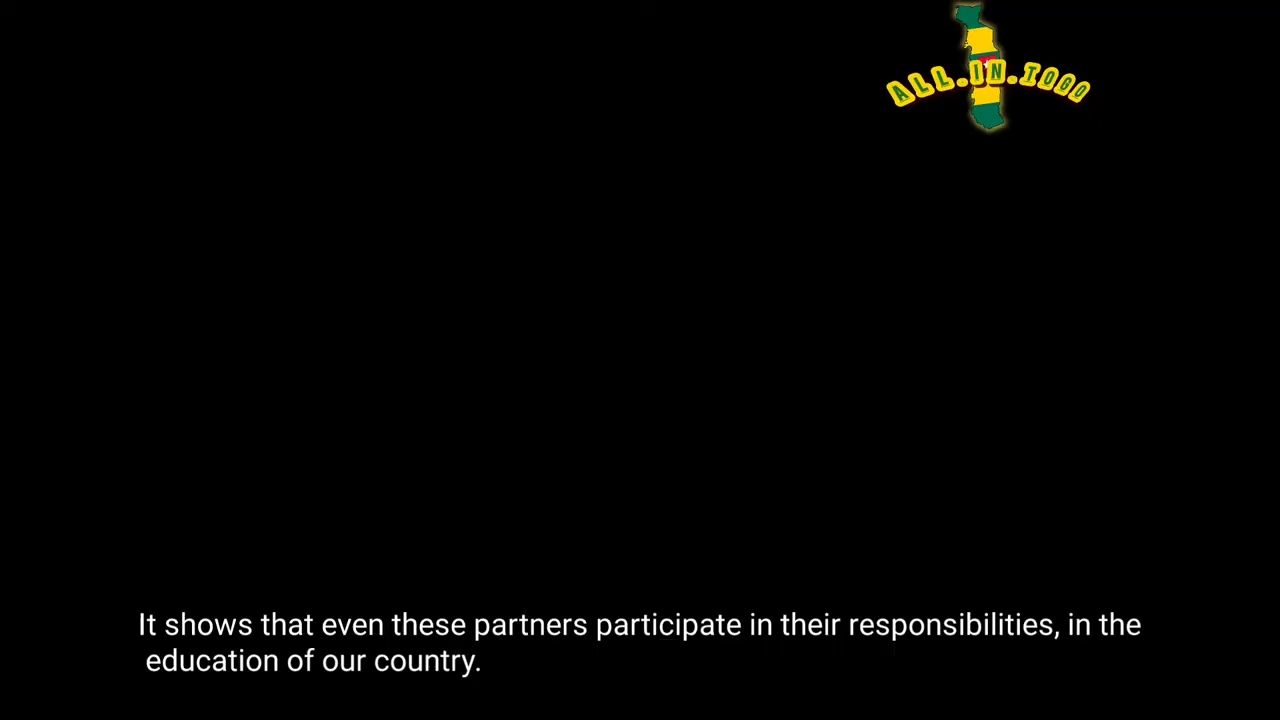 ALL.IN.TOGO
It shows that even these partners participate in their responsibilities, in the
education of our country.